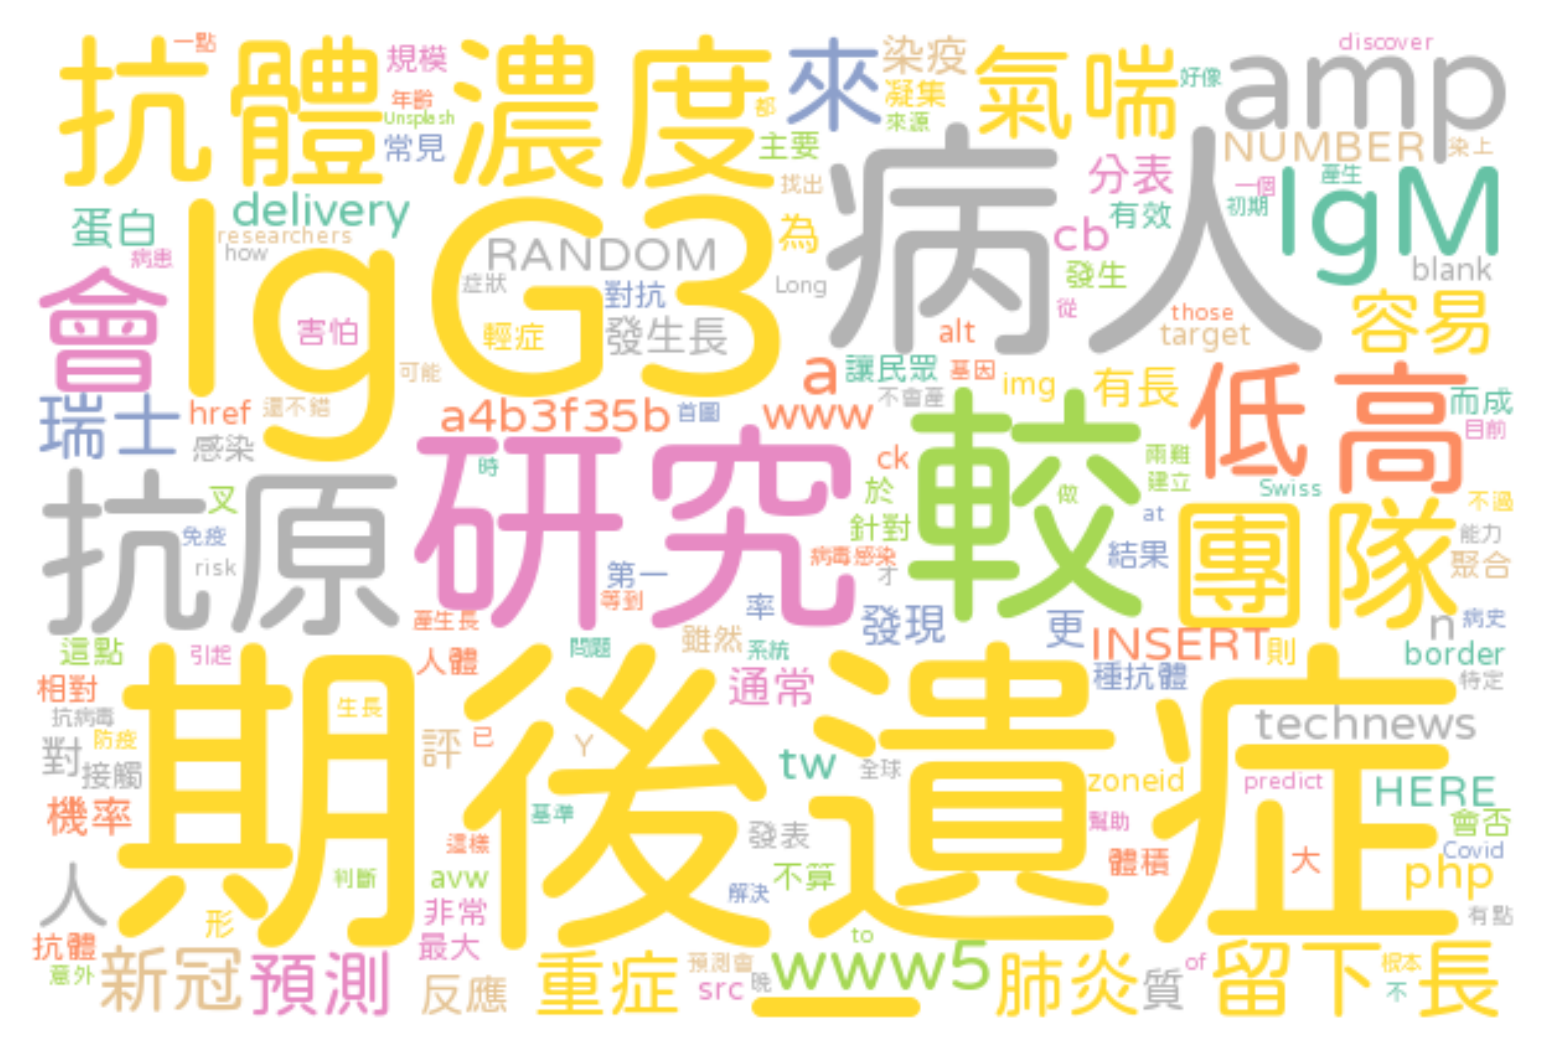 一點
discover
抗體濃度
規模
來
染疫
氣喘
好像
amp
年齡
Unsplash
都
凝集
來源
常見
主要
NUMBER
染上
病人
分表
一個
產生
IgM
找出
蛋白
delivery
researchers
how
病患
IgG3
RANDOM
為
cb
有效
初期
blank
會
症狀
對抗
Long
發生
從
those
target
容易
害怕
輕症
發生長
alt
可能
a
讓民眾
基因
img
有長
低
高
瑞士
href
還不錯
a4b3f35b
首圖
www
不會產
而成
目前
感染
研究
ck
較
兩難
時
於
做
建立
Swiss
不過
抗原
叉
at
團隊
能力
免疫
針對
risk
病毒感染
結果
聚合
第一
才
等到
率
產生長
發現
更
INSERT
n
病史
這點
引起
人體
問題
雖然
系統
則
border
相對
通常
種抗體
特定
抗病毒
生長
期後遺症
technews
對
防疫
評
已
Y
接觸
tw
全球
zoneid
predict
HERE
機率
基準
幫助
會否
這樣
發表
Covid
人
判斷
avw
解決
不算
體積
大
php
形
非常
有點
抗體
最大
to
意外
新冠
預測
反應
重症
預測會
src
晚
www5
_
肺炎
質
of
留下
根本
不
長